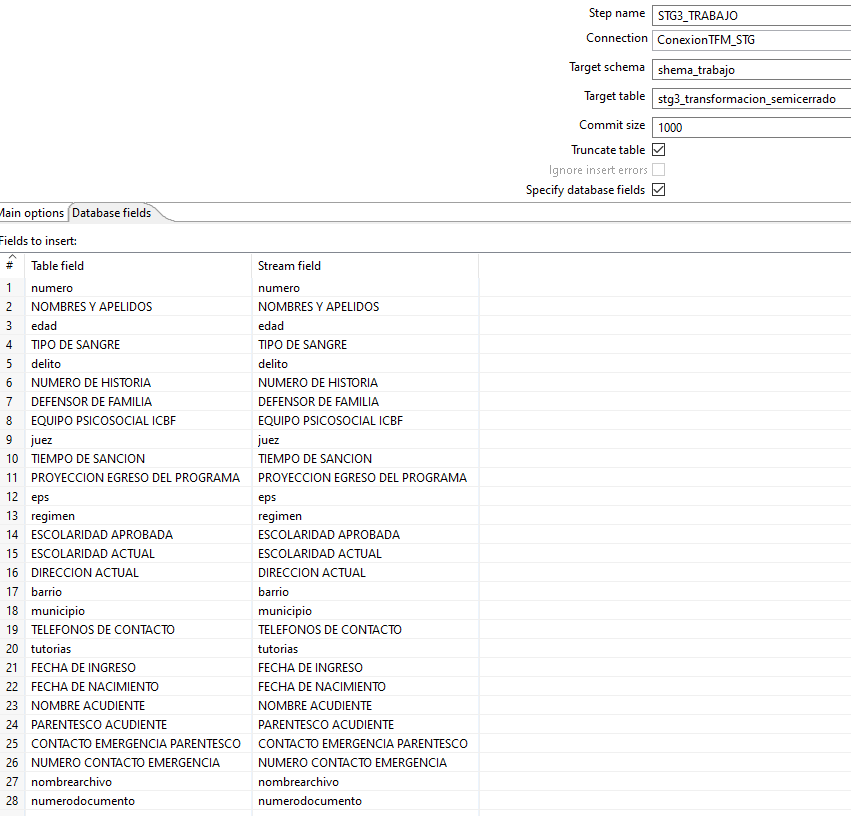 Step name STG3_TRABAJO
Connection ConexionTFM_STG
Target schema shema_trabajo
Target table stg3_transformacion_semicerrado
Commit size 1000
Truncate table
Ignore insert errors
Specify database fields
Main options Database fields
Fields to insert:
# Table field Stream field
1 numero numero
2 NOMBRES Y APELIDOS NOMBRES Y APELIDOS
3 edad edad
4 TIPO DE SANGRE TIPO DE SANGRE
5 delito delito
6 NUMERO DE HISTORIA NUMERO DE HISTORIA
7 DEFENSOR DE FAMILIA DEFENSOR DE FAMILIA
8 EQUIPO PSICOSOCIAL ICBF EQUIPO PSICOSOCIAL ICBF
9 juez juez
10 TIEMPO DE SANCION TIEMPO DE SANCION
11 PROYECCION EGRESO DEL PROGRAMA PROYECCION EGRESO DEL PROGRAMA
12 eps eps
13 regimen regimen
14 ESCOLARIDAD APROBADA ESCOLARIDAD APROBADA
15 ESCOLARIDAD ACTUAL ESCOLARIDAD ACTUAL
16 DIRECCION ACTUAL DIRECCION ACTUAL
17 barrio barrio
18 municipio municipio
19 TELEFONOS DE CONTACTO TELEFONOS DE CONTACTO
20 tutorias tutorias
21 FECHA DE INGRESO FECHA DE INGRESO
22 FECHA DE NACIMIENTO FECHA DE NACIMIENTO
23 NOMBRE ACUDIENTE NOMBRE ACUDIENTE
24 PARENTESCO ACUDIENTE PARENTESCO ACUDIENTE
25 CONTACTO EMERGENCIA PARENTESCO CONTACTO EMERGENCIA PARENTESCO
26 NUMERO CONTACTO EMERGENCIA NUMERO CONTACTO EMERGENCIA
27 nombrearchivo nombrearchivo
28 numerodocumento numerodocumento